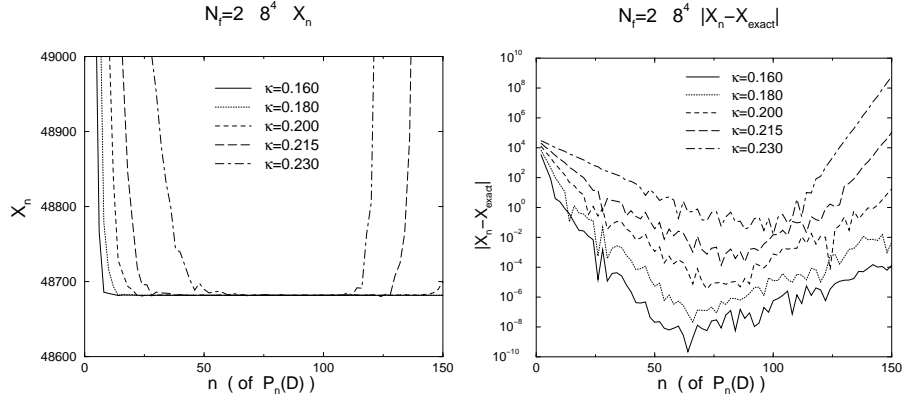 N_f=2 8^4 X_n
X_n
49000
48900
48800
48700
48600
κ=0.160
κ=0.180
κ=0.200
κ=0.215
κ=0.230
0
50
100
150
n ( of P_n(D) )
N_f=2 8^4 |X_n−X_exact|
|X_n−X_exact|
10^10
10^8
10^6
10^4
10^2
10^0
10^−2
10^−4
10^−6
10^−8
10^−10
κ=0.160
κ=0.180
κ=0.200
κ=0.215
κ=0.230
0
50
100
150
n ( of P_n(D) )